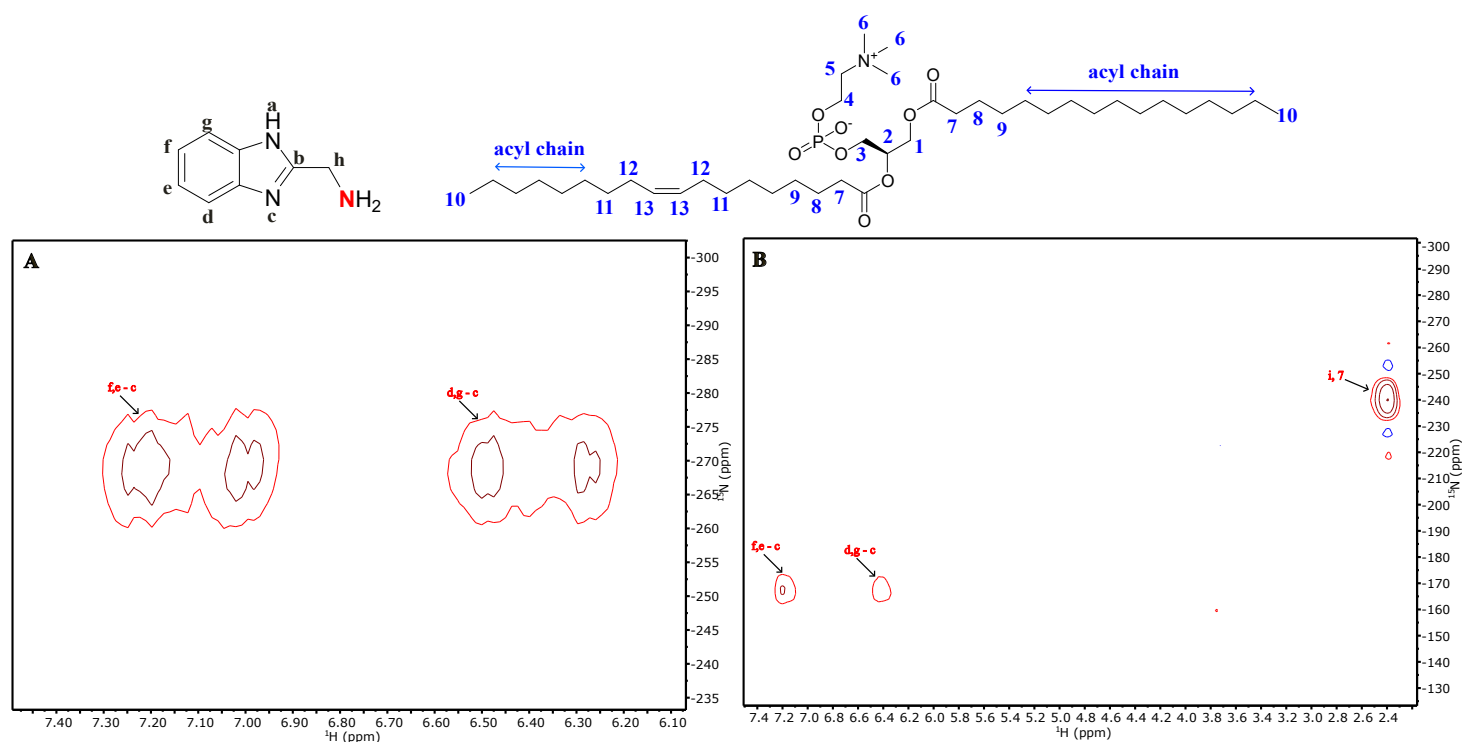 a
H
N
g
f
b
h
e
N
c
d
NH2
6
6
6
N+
5
4
O
O-
P
O
O
3
2
1
O
O
O
O
7
8
9
acyl chain
10
acyl chain
10
11
12
13
13
12
11
9
8
7
A
f,e - c
d,g - c
-300
-295
-290
-285
-280
-275
-270
-265
-260
-255
-250
-245
-240
-235
15N (ppm)
7.40 7.30 7.20 7.10 7.00 6.90 6.80 6.70 6.60 6.50 6.40 6.30 6.20 6.10
1H (ppm)
B
i, 7
f,e - c
d,g - c
-300
-290
-280
-270
-260
-250
-240
-230
-220
-210
-200
-190
-180
-170
-160
-150
-140
-130
15N (ppm)
7.4 7.2 7.0 6.8 6.6 6.4 6.2 6.0 5.8 5.6 5.4 5.2 5.0 4.8 4.6 4.4 4.2 4.0 3.8 3.6 3.4 3.2 3.0 2.8 2.6 2.4
1H (ppm)